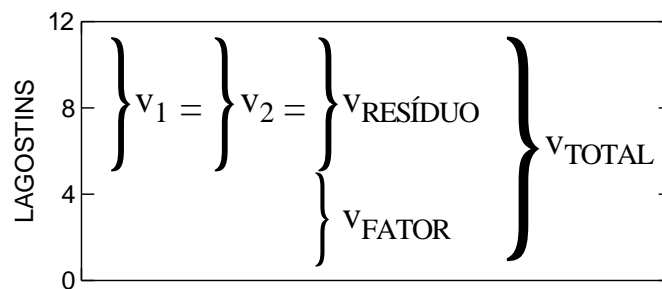 12
8
4
0
LAGOSTINS
v1 = v2 = vRESÍDUO
vFATOR
vTOTAL